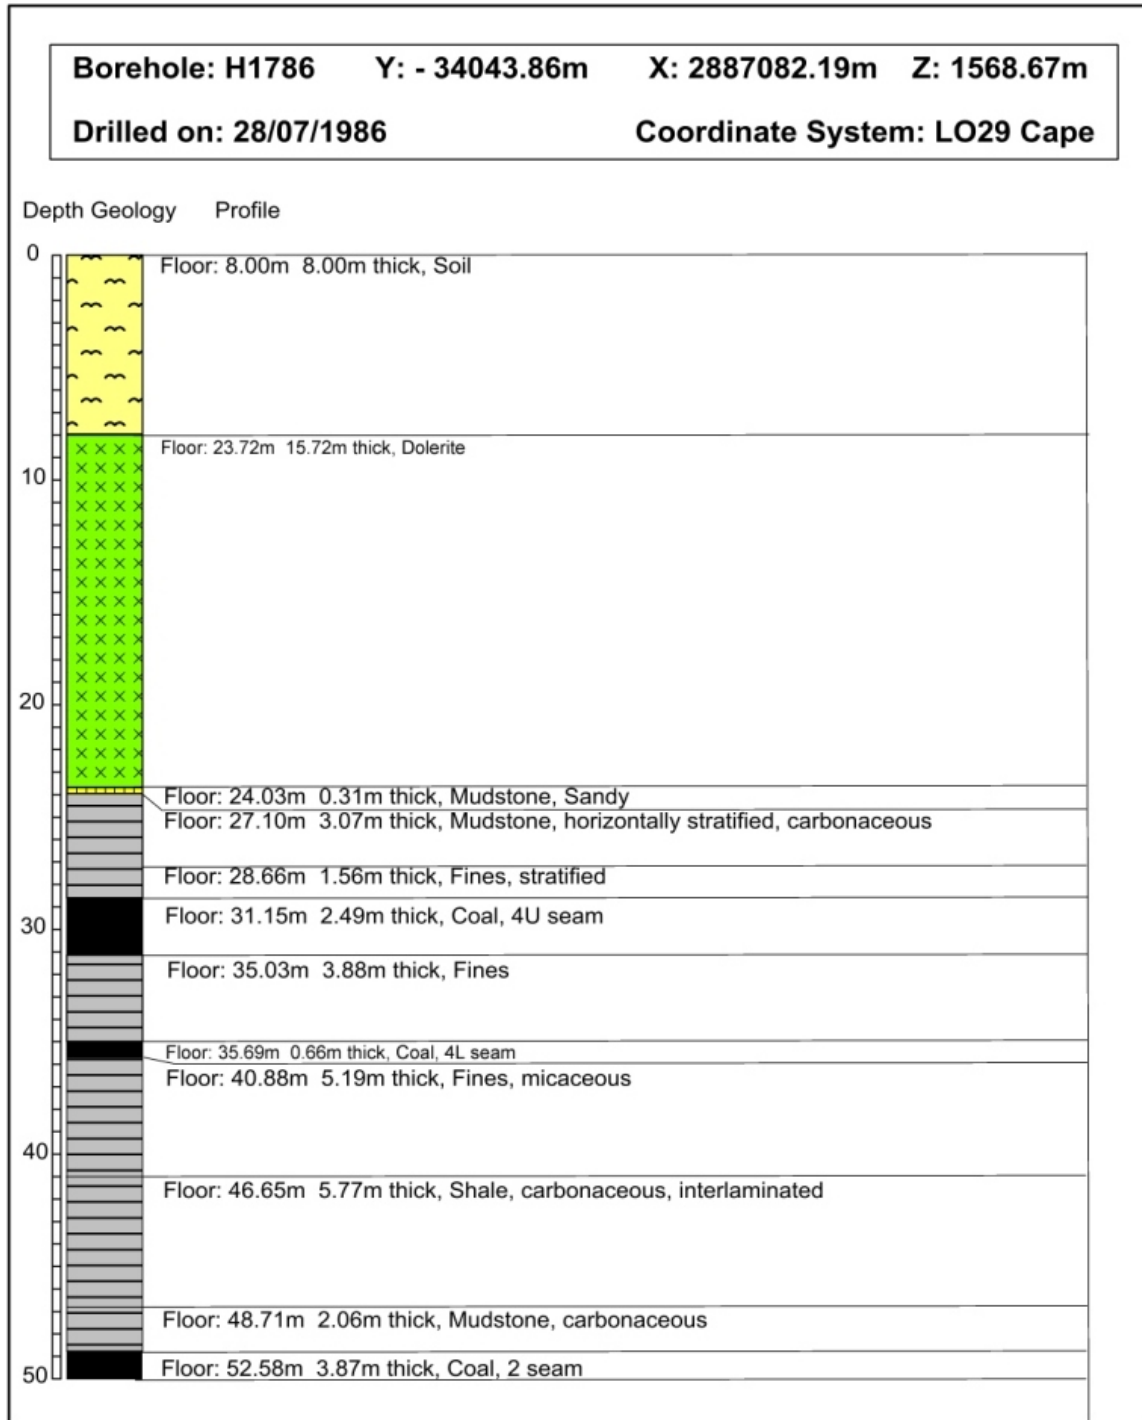 Borehole: H1786 Y: - 34043.86m X: 2887082.19m Z: 1568.67m
Drilled on: 28/07/1986 Coordinate System: LO29 Cape
Depth Geology Profile
0
Floor: 8.00m 8.00m thick, Soil
Floor: 23.72m 15.72m thick, Dolerite
10
20
Floor: 24.03m 0.31m thick, Mudstone, Sandy
Floor: 27.10m 3.07m thick, Mudstone, horizontally stratified, carbonaceous
Floor: 28.66m 1.56m thick, Fines, stratified
Floor: 31.15m 2.49m thick, Coal, 4U seam
30
Floor: 35.03m 3.88m thick, Fines
Floor: 35.69m 0.66m thick, Coal, 4L seam
Floor: 40.88m 5.19m thick, Fines, micaceous
40
Floor: 46.65m 5.77m thick, Shale, carbonaceous, interlaminated
Floor: 48.71m 2.06m thick, Mudstone, carbonaceous
Floor: 52.58m 3.87m thick, Coal, 2 seam
50